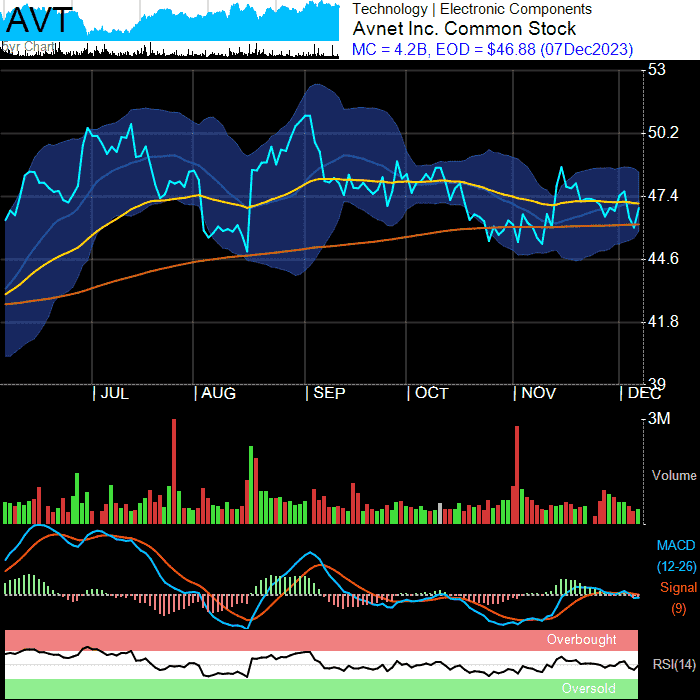 AVT
Technology | Electronic Components
Avnet Inc. Common Stock
MC = 4.2B, EOD = $46.88 (07Dec2023)
53
50.2
47.4
44.6
41.8
39
JUL AUG SEP OCT NOV DEC
3M
Volume
MACD
(12-26)
Signal
(9)
Overbought
RSI(14)
Oversold